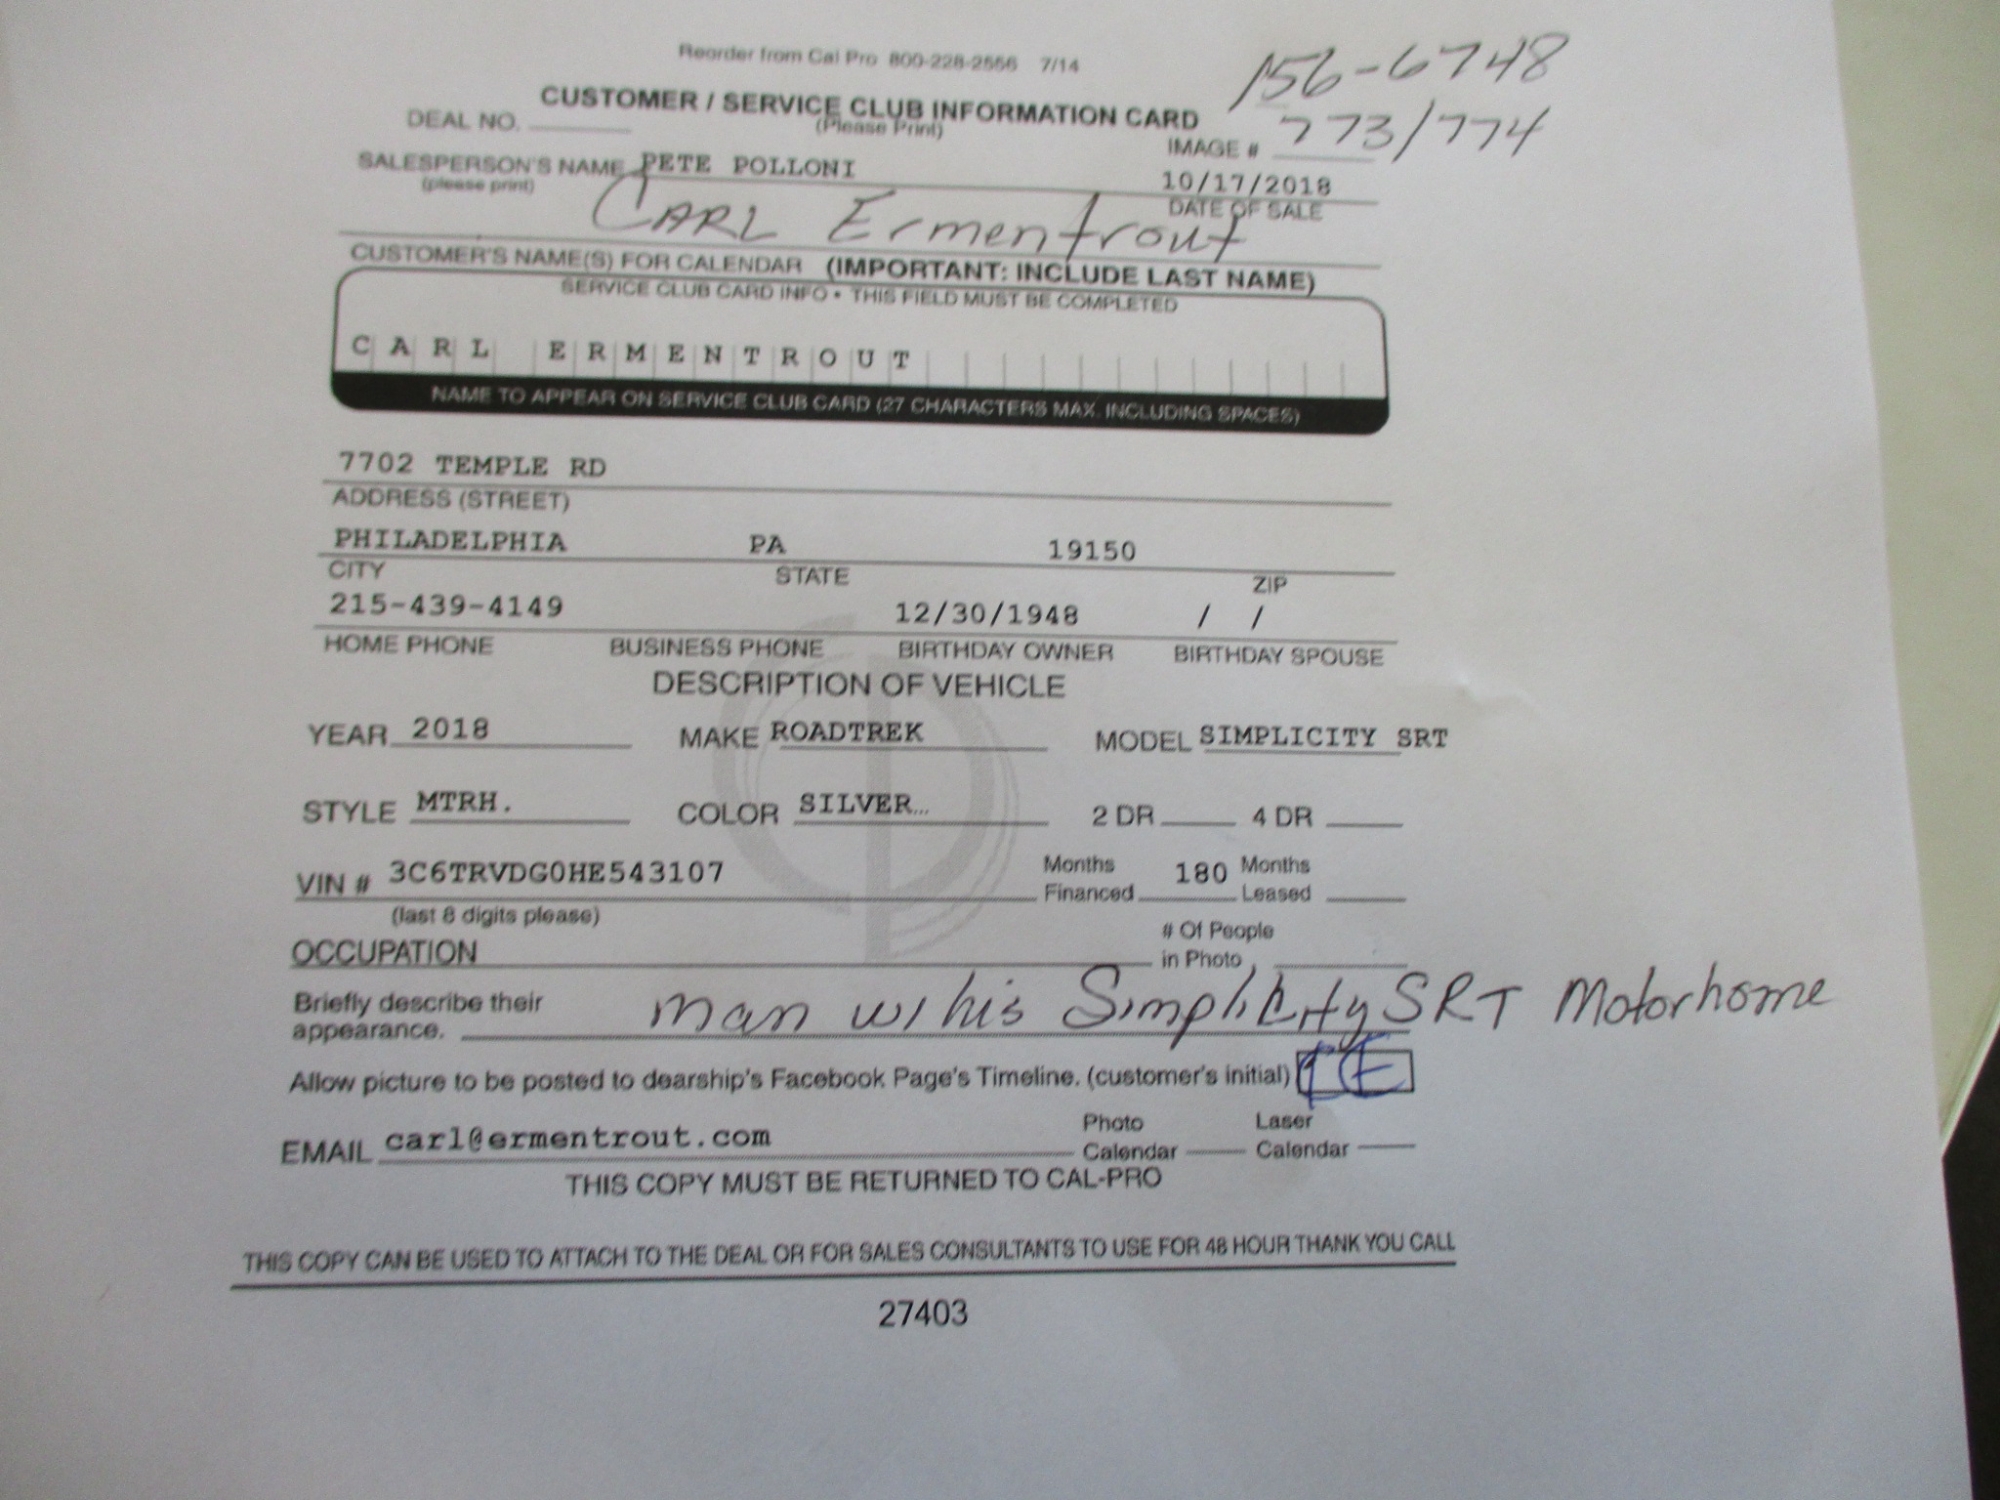 Reorder from Cal Pro 800-228-2556 7/14
156-6748
CUSTOMER / SERVICE CLUB INFORMATION CARD
(Please Print)
DEAL NO.
IMAGE # 773/774
SALESPERSON'S NAME PETE POLLONI
(please print)
10/17/2018
DATE OF SALE
CARL Ermentrout
CUSTOMER'S NAME(S) FOR CALENDAR (IMPORTANT: INCLUDE LAST NAME)
SERVICE CLUB CARD INFO • THIS FIELD MUST BE COMPLETED
CARL ERMENTROUT
NAME TO APPEAR ON SERVICE CLUB CARD (27 CHARACTERS MAX. INCLUDING SPACES)
7702 TEMPLE RD
ADDRESS (STREET)
PHILADELPHIA PA 19150
CITY STATE ZIP
215-439-4149 12/30/1948 / /
HOME PHONE BUSINESS PHONE BIRTHDAY OWNER BIRTHDAY SPOUSE
DESCRIPTION OF VEHICLE
YEAR 2018 MAKE ROADTREK MODEL SIMPLICITY SRT
STYLE MTRH. COLOR SILVER... 2 DR 4 DR
VIN # 3C6TRVDG0HE543107 Months Financed 180 Months Leased
(last 8 digits please)
OCCUPATION # Of People in Photo
Briefly describe their appearance. man w/ his Simplicity SRT Motorhome
Allow picture to be posted to dearship's Facebook Page's Timeline. (customer's initial) CE
EMAIL carl@ermentrout.com Photo Calendar Laser Calendar
THIS COPY MUST BE RETURNED TO CAL-PRO
THIS COPY CAN BE USED TO ATTACH TO THE DEAL OR FOR SALES CONSULTANTS TO USE FOR 48 HOUR THANK YOU CALL
27403